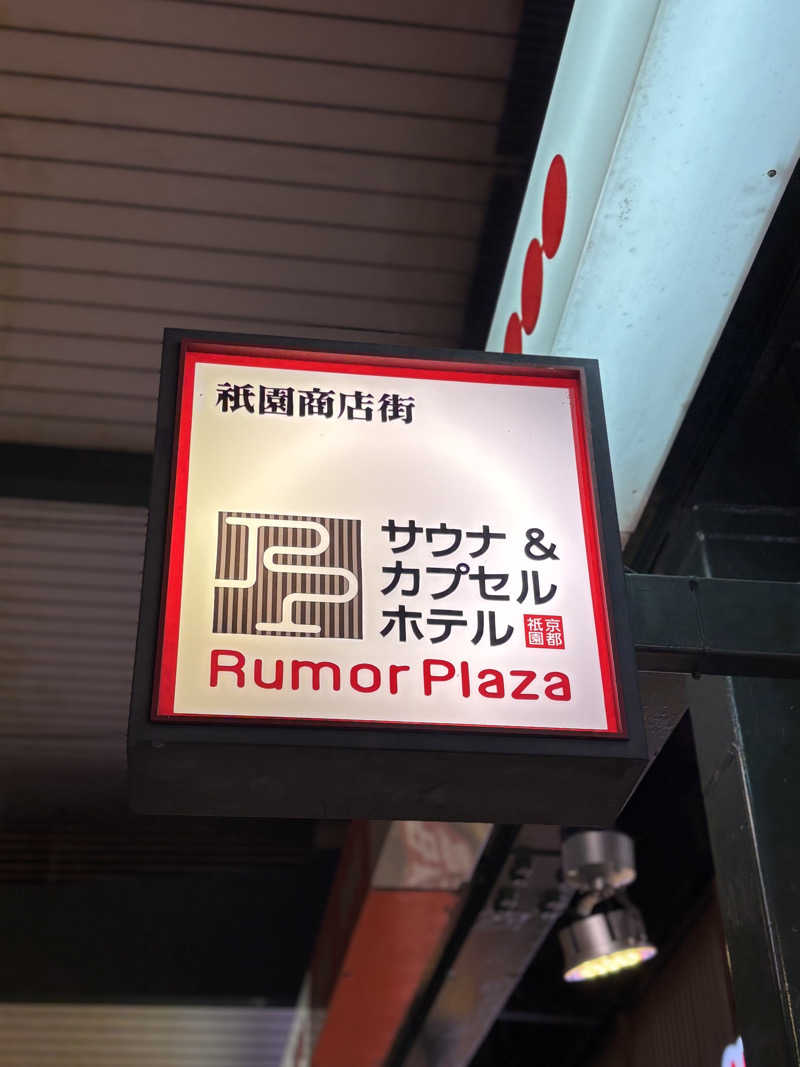 祇園商店街
サウナ &
カプセル
ホテル
京都
祇園
Rumor Plaza